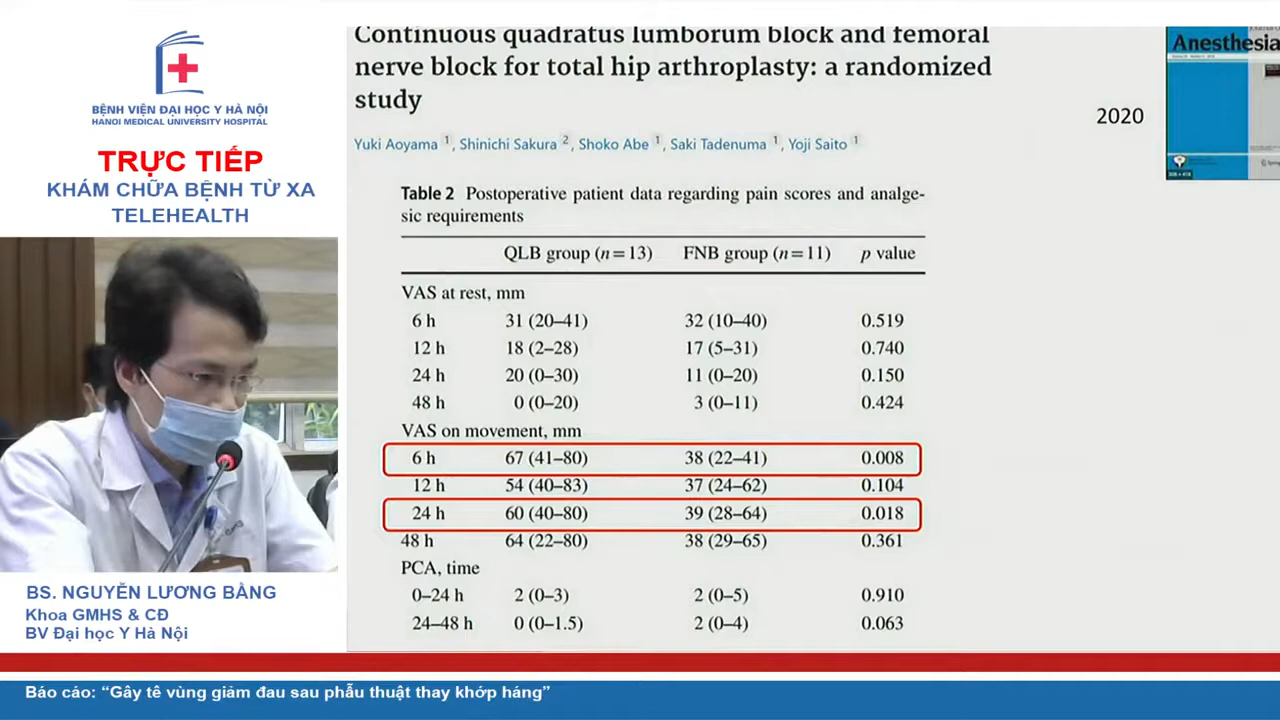 BỆNH VIỆN ĐẠI HỌC Y HÀ NỘI
HANOI MEDICAL UNIVERSITY HOSPITAL
TRỰC TIẾP
KHÁM CHỮA BỆNH TỪ XA
TELEHEALTH
BS. NGUYỄN LƯƠNG BẰNG
Khoa GMHS & CĐ
BV Đại học Y Hà Nội
Continuous quadratus lumborum block and femoral
nerve block for total hip arthroplasty: a randomized
study
Yuki Aoyama 1, Shinichi Sakura 2, Shoko Abe 1, Saki Tadenuma 1, Yoji Saito 1
2020
Anesthesia
Table 2 Postoperative patient data regarding pain scores and analge-
sic requirements
QLB group (n=13) FNB group (n=11) p value
VAS at rest, mm
6 h 31 (20–41) 32 (10–40) 0.519
12 h 18 (2–28) 17 (5–31) 0.740
24 h 20 (0–30) 11 (0–20) 0.150
48 h 0 (0–20) 3 (0–11) 0.424
VAS on movement, mm
6 h 67 (41–80) 38 (22–41) 0.008
12 h 54 (40–83) 37 (24–62) 0.104
24 h 60 (40–80) 39 (28–64) 0.018
48 h 64 (22–80) 38 (29–65) 0.361
PCA, time
0–24 h 2 (0–3) 2 (0–5) 0.910
24–48 h 0 (0–1.5) 2 (0–4) 0.063
Báo cáo: “Gây tê vùng giảm đau sau phẫu thuật thay khớp háng”